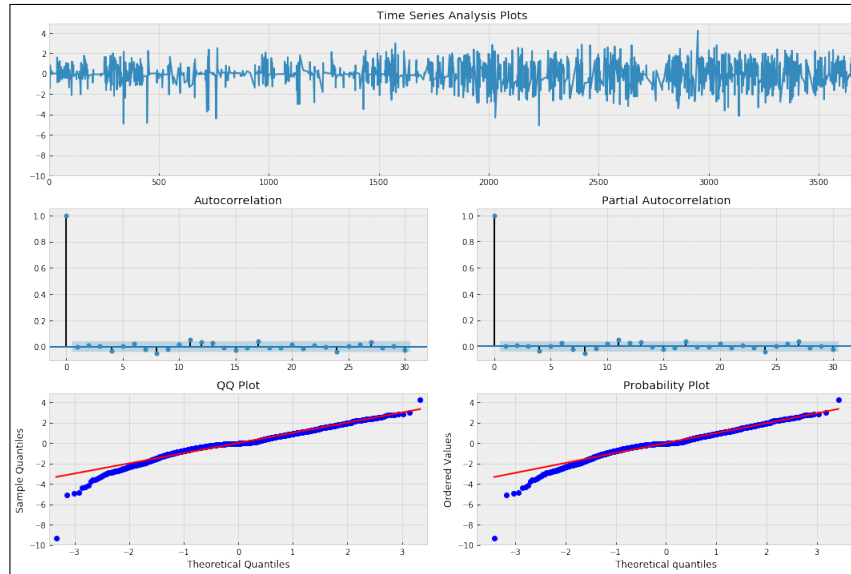 Time Series Analysis Plots
4
2
0
−2
−4
−6
−8
−10
0 500 1000 1500 2000 2500 3000 3500
Autocorrelation
1.0
0.8
0.6
0.4
0.2
0.0
0 5 10 15 20 25 30
Partial Autocorrelation
1.0
0.8
0.6
0.4
0.2
0.0
0 5 10 15 20 25 30
QQ Plot
Sample Quantiles
4
2
0
−2
−4
−6
−8
−10
−3 −2 −1 0 1 2 3
Theoretical Quantiles
Probability Plot
Ordered Values
4
2
0
−2
−4
−6
−8
−10
−3 −2 −1 0 1 2 3
Theoretical quantiles